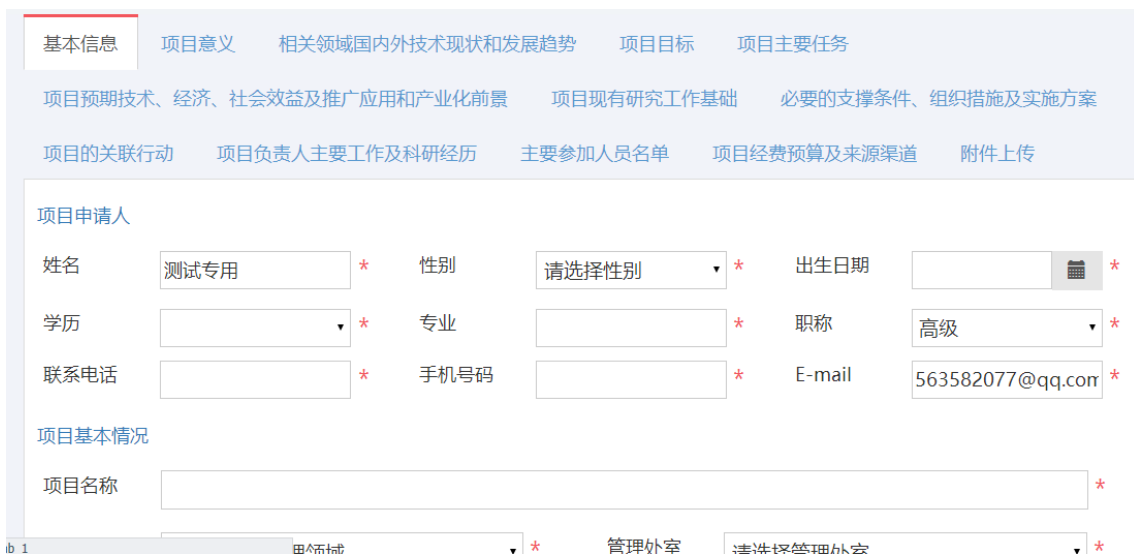 基本信息 项目意义 相关领域国内外技术现状和发展趋势 项目目标 项目主要任务
项目预期技术、经济、社会效益及推广应用和产业化前景 项目现有研究工作基础 必要的支撑条件、组织措施及实施方案
项目的关联行动 项目负责人主要工作及科研经历 主要参加人员名单 项目经费预算及来源渠道 附件上传
项目申请人
姓名 测试专用 * 性别 请选择性别 * 出生日期 *
学历 * 专业 * 职称 高级 *
联系电话 * 手机号码 * E-mail 563582077@qq.com *
项目基本情况
项目名称 *
领域 * 管理处室 请选择管理处室 *